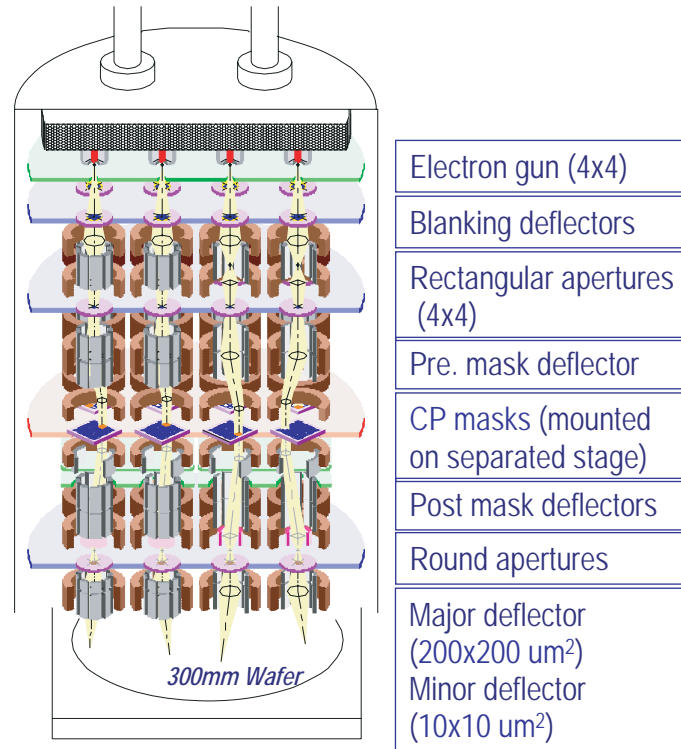 Electron gun (4x4)
Blanking deflectors
Rectangular apertures
(4x4)
Pre. mask deflector
CP masks (mounted
on separated stage)
Post mask deflectors
Round apertures
Major deflector
(200x200 um²)
Minor deflector
(10x10 um²)
300mm Wafer